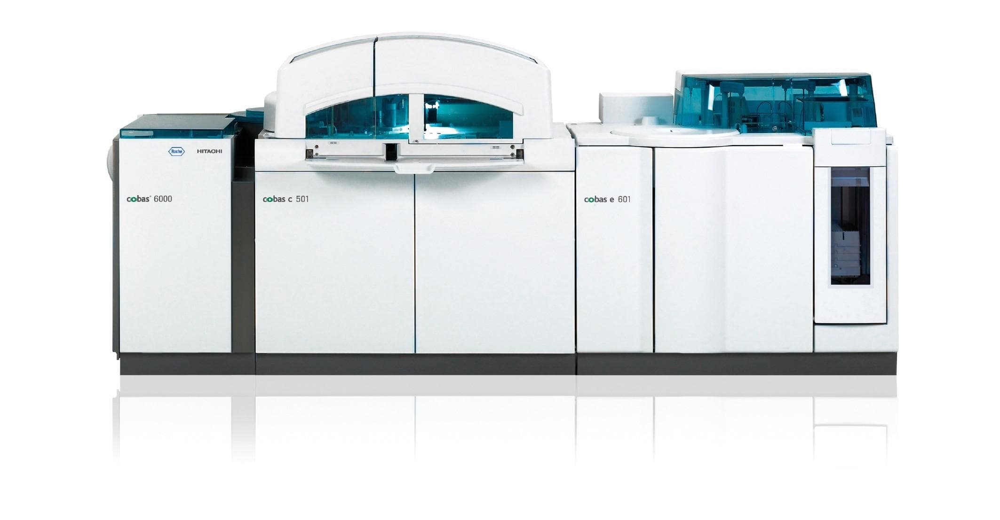 Roche
HITACHI
cobas® 6000
cobas c 501
cobas e 601